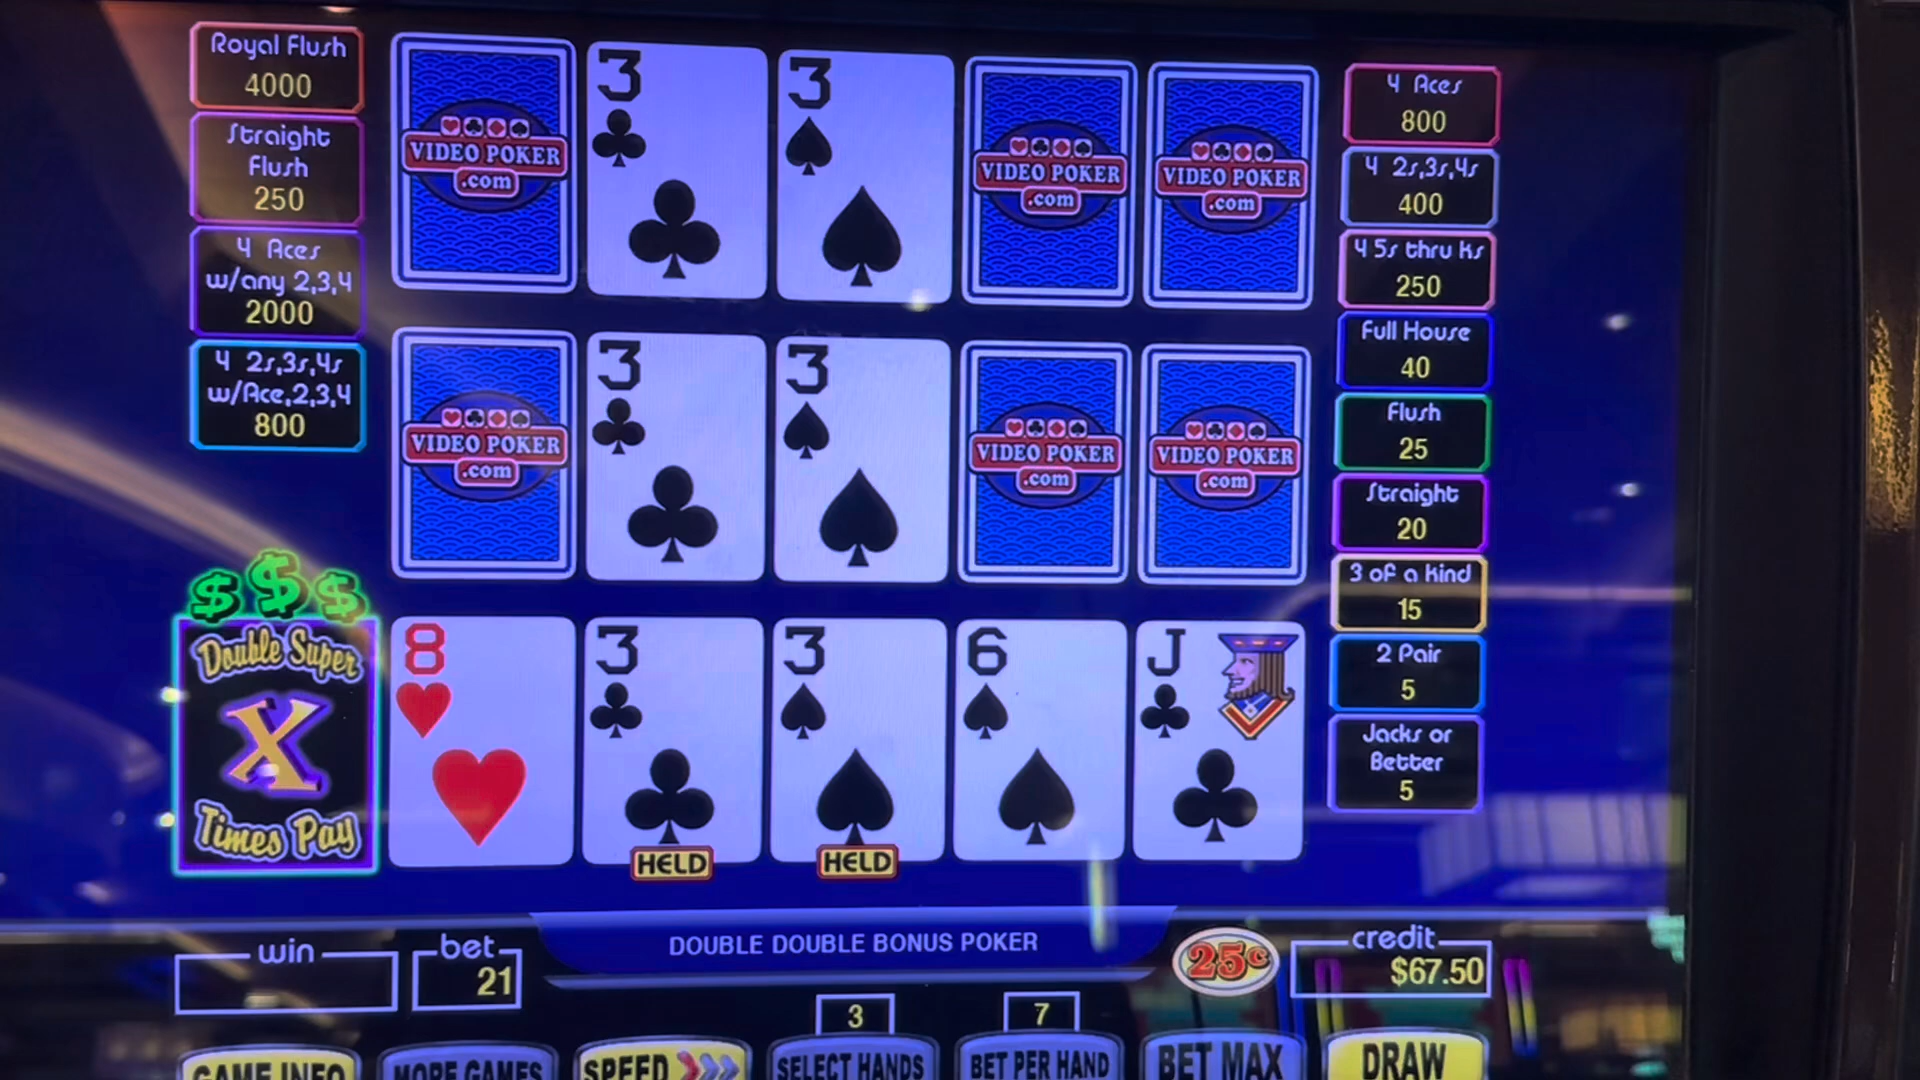 Royal Flush
4000
Straight
Flush
250
4 Aces
w/any 2,3,4
2000
4 2s,3s,4s
w/Ace,2,3,4
800
VIDEO POKER
.com
3
3
VIDEO POKER
.com
VIDEO POKER
.com
4 Aces
800
4 2s,3s,4s
400
4 5s thru Ks
250
Full House
40
Flush
25
Straight
20
3 of a Kind
15
2 Pair
5
Jacks or
Better
5
VIDEO POKER
.com
3
3
VIDEO POKER
.com
VIDEO POKER
.com
$ $ $
Double Super
X
Times Pay
8
3
3
6
J
HELD
HELD
win
bet
21
DOUBLE DOUBLE BONUS POKER
25¢
credit
$67.50
3
7
GAME INFO
MORE GAMES
SPEED
SELECT HANDS
BET PER HAND
BET MAX
DRAW